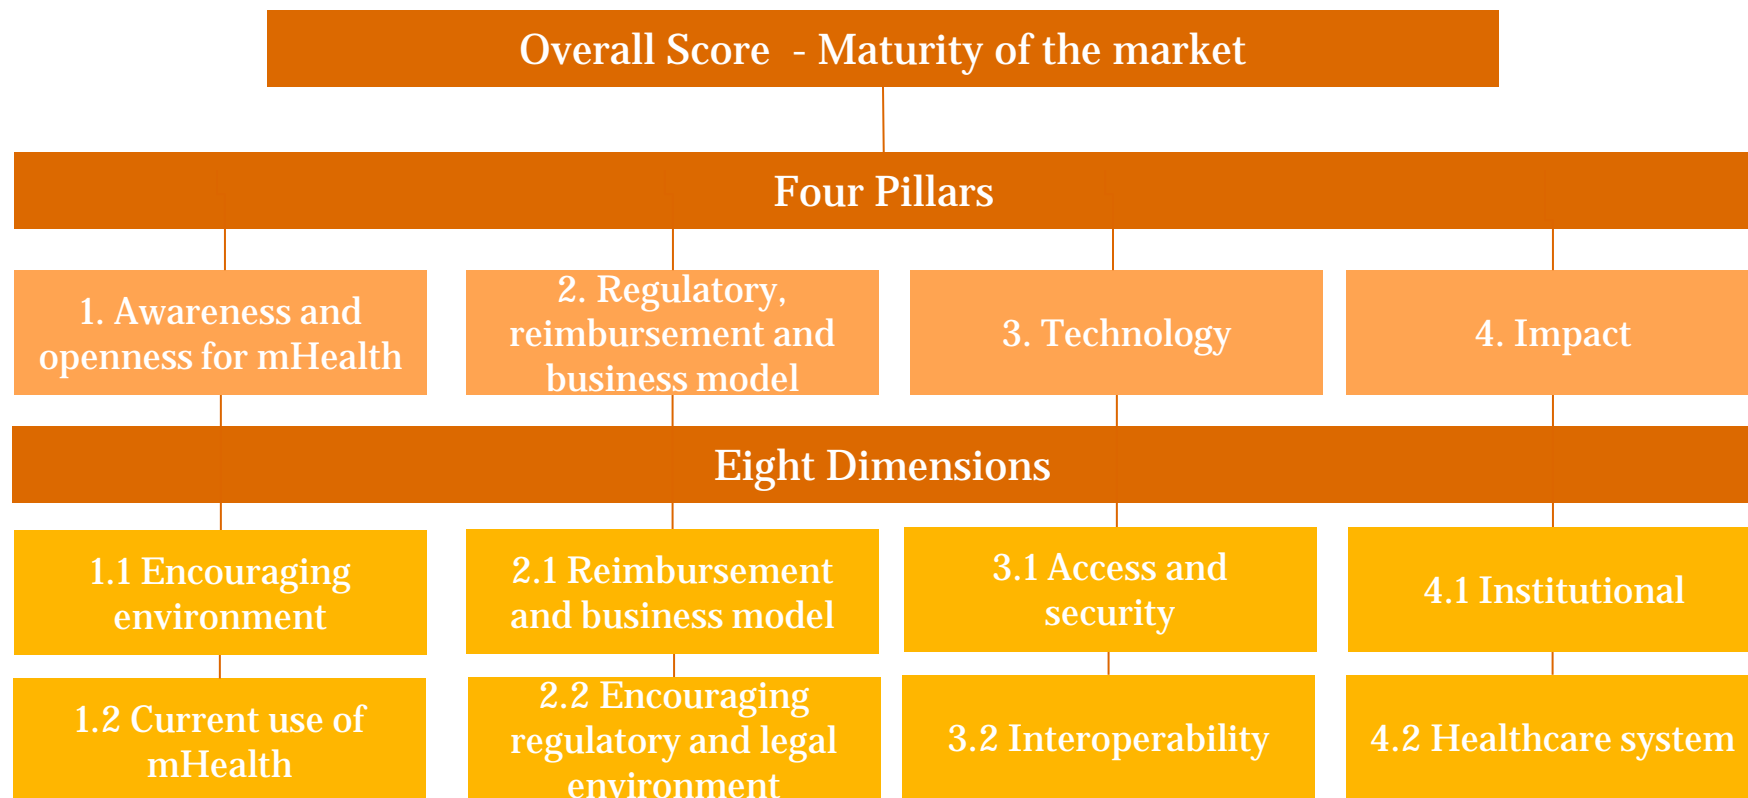 Overall Score - Maturity of the market
Four Pillars
1. Awareness and
openness for mHealth
2. Regulatory,
reimbursement and
business model
3. Technology
4. Impact
Eight Dimensions
1.1 Encouraging
environment
2.1 Reimbursement
and business model
3.1 Access and
security
4.1 Institutional
1.2 Current use of
mHealth
2.2 Encouraging
regulatory and legal
environment
3.2 Interoperability
4.2 Healthcare system